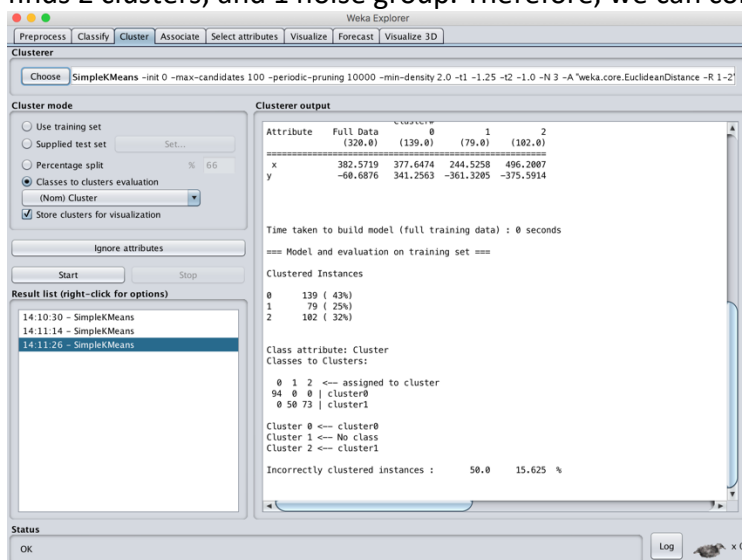 finds 2 clusters, and 1 noise group. Therefore, we can con
Weka Explorer
Preprocess Classify Cluster Associate Select attributes Visualize Forecast Visualize 3D
Clusterer
Choose SimpleKMeans -init 0 -max-candidates 100 -periodic-pruning 10000 -min-density 2.0 -t1 -1.25 -t2 -1.0 -N 3 -A "weka.core.EuclideanDistance -R 1-2"
Cluster mode
Use training set
Supplied test set Set...
Percentage split % 66
Classes to clusters evaluation
(Nom) Cluster
Store clusters for visualization
Ignore attributes
Start Stop
Result list (right-click for options)
14:10:30 - SimpleKMeans
14:11:14 - SimpleKMeans
14:11:26 - SimpleKMeans
Clusterer output
Cluster#
Attribute Full Data 0 1 2
(320.0) (139.0) (79.0) (102.0)
==========================================================
x 382.5719 377.6474 244.5258 496.2007
y -60.6876 341.2563 -361.3205 -375.5914
Time taken to build model (full training data) : 0 seconds
=== Model and evaluation on training set ===
Clustered Instances
0 139 ( 43%)
1 79 ( 25%)
2 102 ( 32%)
Class attribute: Cluster
Classes to Clusters:
0 1 2 <-- assigned to cluster
94 0 0 | cluster0
0 50 73 | cluster1
Cluster 0 <-- cluster0
Cluster 1 <-- No class
Cluster 2 <-- cluster1
Incorrectly clustered instances : 50.0 15.625 %
Status
OK
Log
x 0